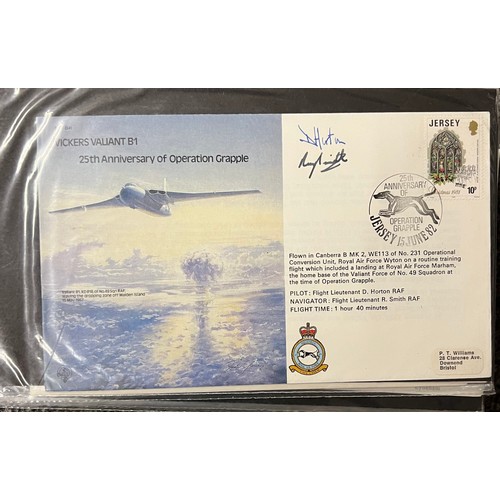 VICKERS VALIANT B1
25th Anniversary of Operation Grapple
JERSEY
10p
25th
ANNIVERSARY
OF
OPERATION
GRAPPLE
JERSEY 15 JUNE 82
Flown in Canberra B MK 2, WE113 of No. 231 Operational
Conversion Unit, Royal Air Force Wyton on a routine training
flight which included a landing at Royal Air Force Marham,
the home base of the Valiant Force of No. 49 Squadron at
the time of Operation Grapple.
PILOT: Flight Lieutenant D. Horton RAF
NAVIGATOR: Flight Lieutenant R. Smith RAF
FLIGHT TIME: 1 hour 40 minutes
P. T. Williams
28 Clarense Ave.
Downond
Bristol